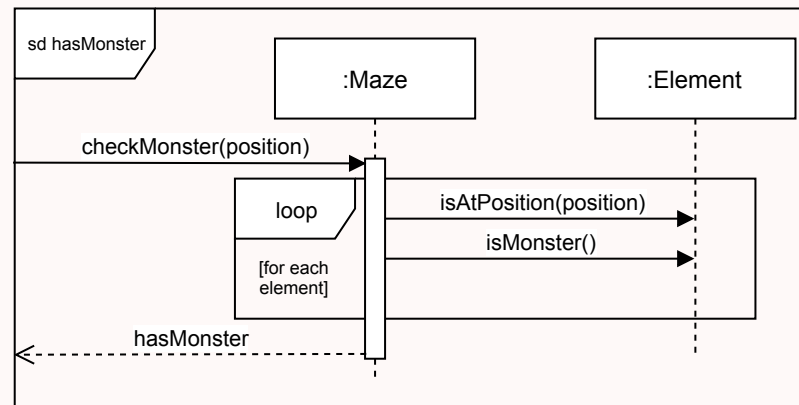 sd hasMonster
:Maze
:Element
checkMonster(position)
loop
isAtPosition(position)
isMonster()
[for each
element]
hasMonster